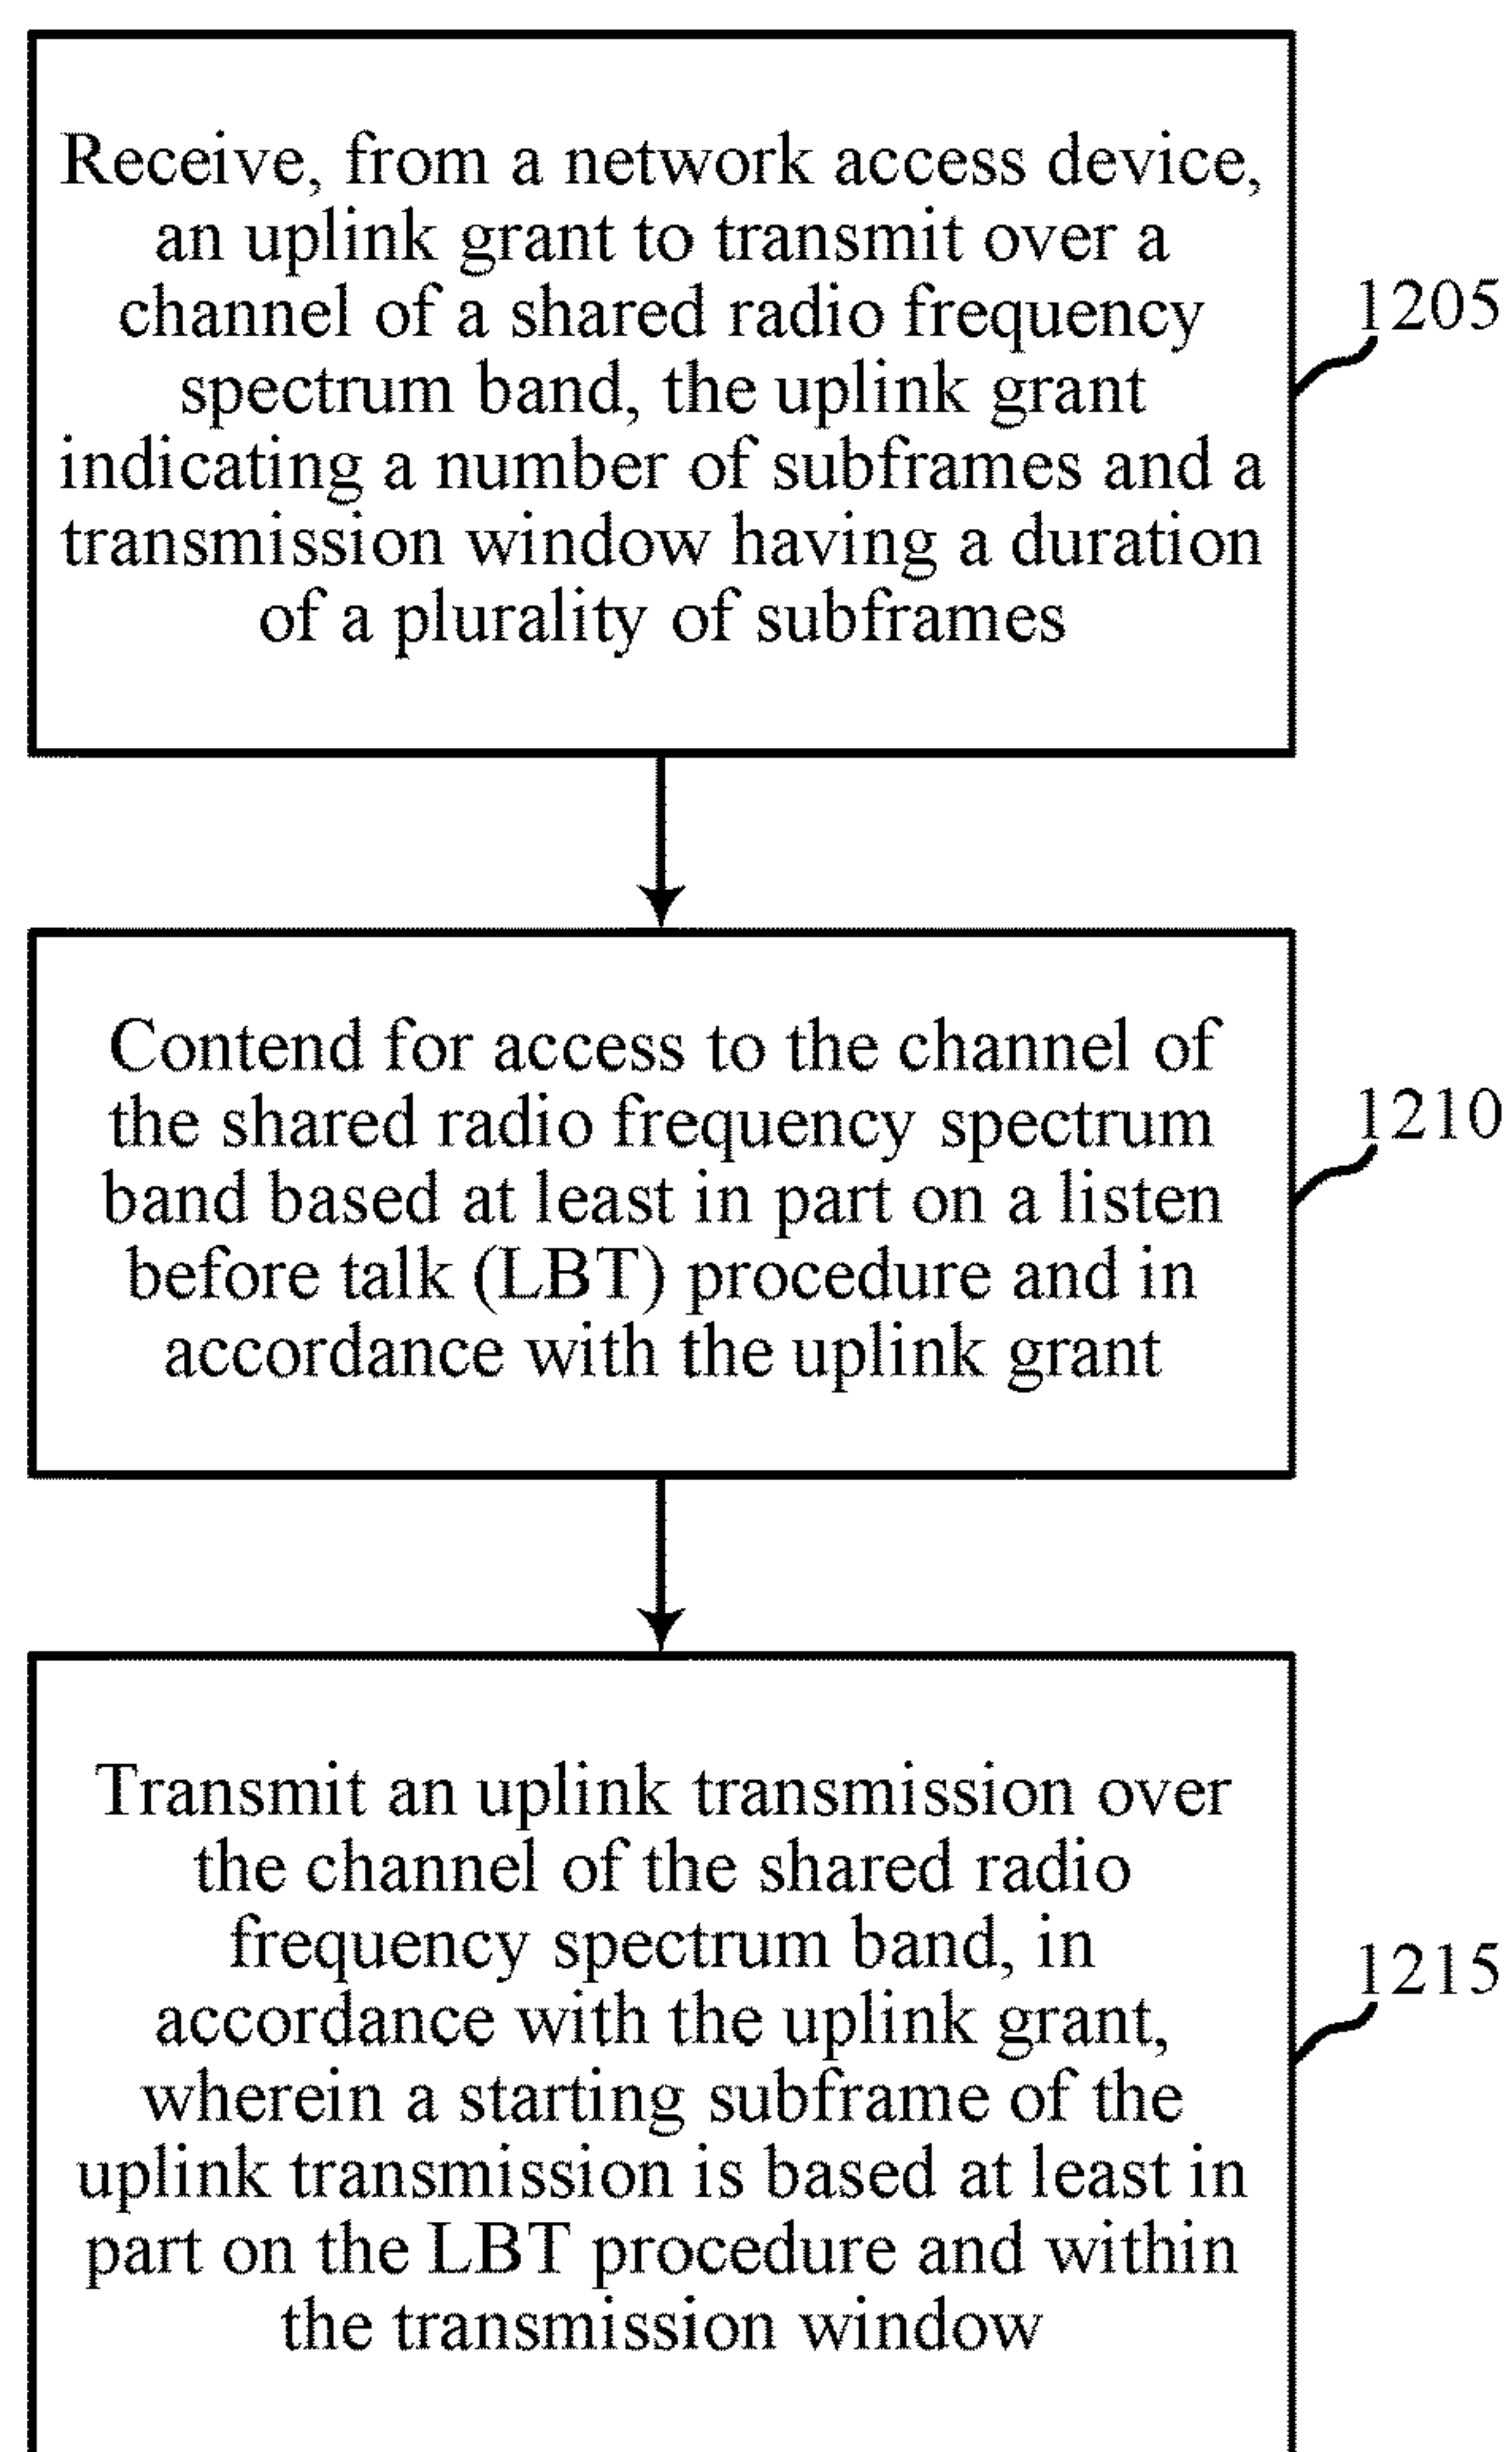 Receive, from a network access device,
an uplink grant to transmit over a
channel of a shared radio frequency
spectrum band, the uplink grant
indicating a number of subframes and a
transmission window having a duration
of a plurality of subframes
1205
Contend for access to the channel of
the shared radio frequency spectrum
band based at least in part on a listen
before talk (LBT) procedure and in
accordance with the uplink grant
1210
Transmit an uplink transmission over
the channel of the shared radio
frequency spectrum band, in
accordance with the uplink grant,
wherein a starting subframe of the
uplink transmission is based at least in
part on the LBT procedure and within
the transmission window
1215